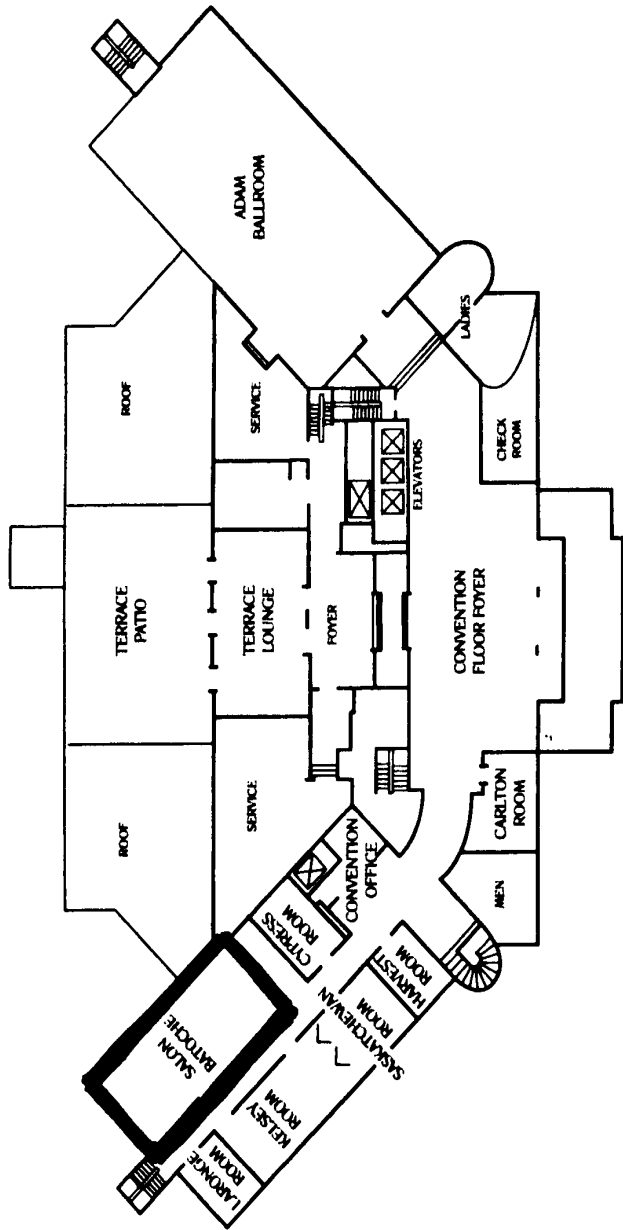 ADAM
BALLROOM
ROOF
SERVICE
LADIES
CHECK
ROOM
ELEVATORS
TERRACE
PATIO
TERRACE
LOUNGE
FOYER
CONVENTION
FLOOR FOYER
ROOF
SERVICE
CONVENTION
OFFICE
CARLTON
ROOM
MEN
CYPRESS
ROOM
HARVEST
ROOM
SASKATCHEWAN
ROOM
SALON
BATOCHE
KELSEY
ROOM
LARONGE
ROOM